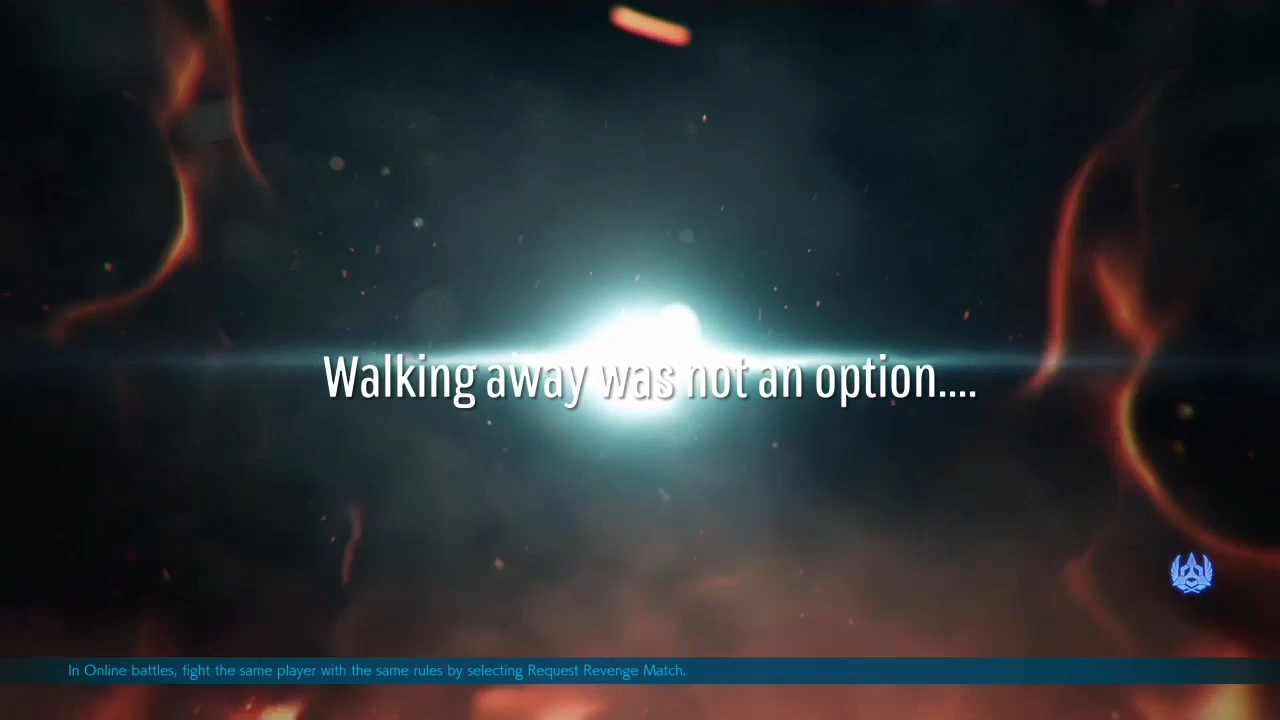 Walking away was not an option....
In Online battles, fight the same player with the same rules by selecting Request Revenge Match.